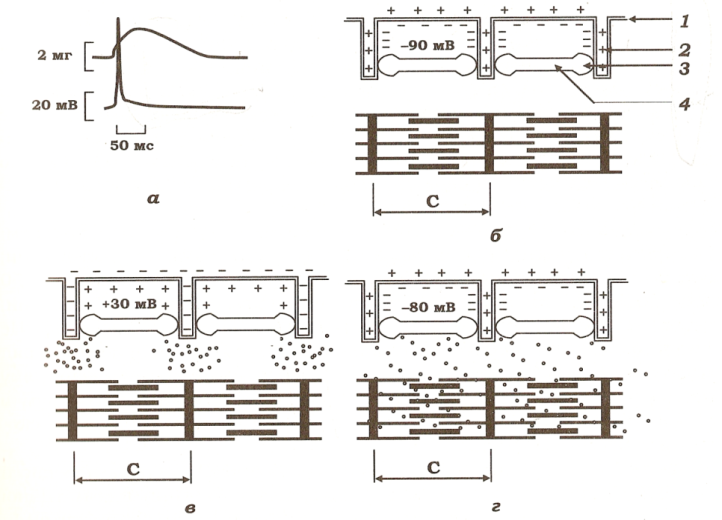 2 мг
20 мВ
50 мс
а
+ + + + + + + +
–90 мВ
1
2
3
4
С
б
+30 мВ
С
в
–80 мВ
С
г